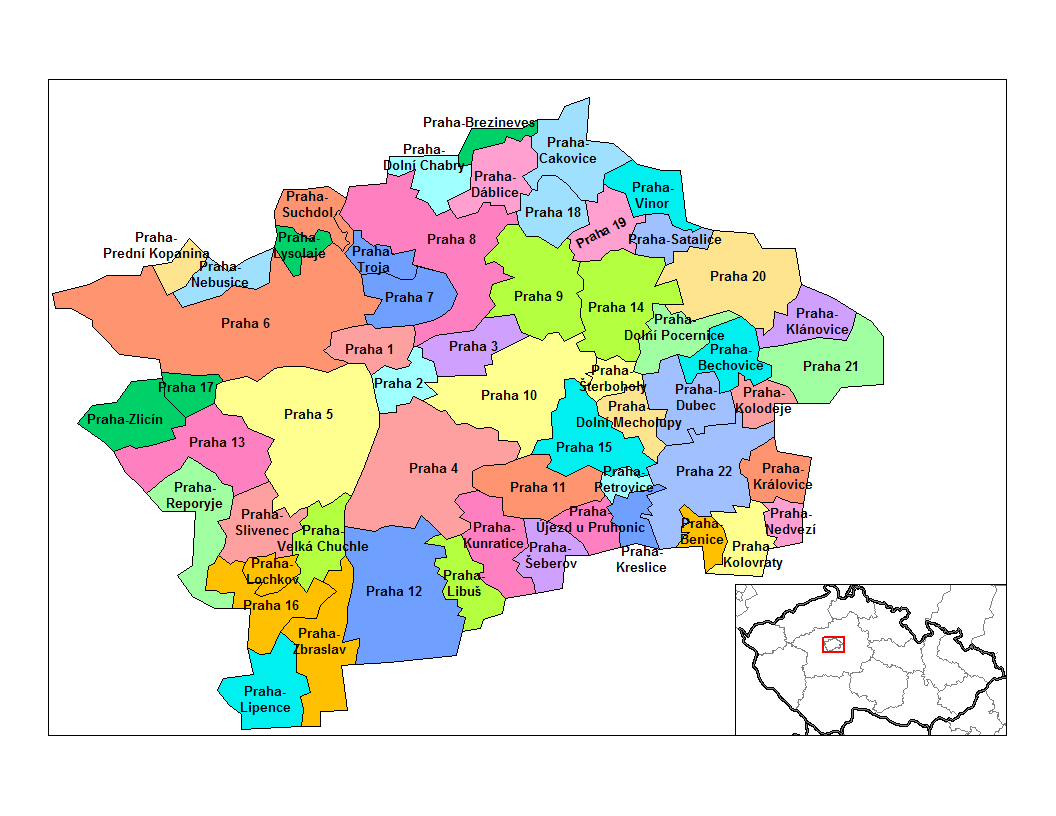 Praha-Brezineves
Praha-
Cakovice
Praha-
Dolní Chabry
Praha-
Dáblice
Praha-
Vinor
Praha-
Suchdol
Praha 18
Praha 19
Praha-
Prední Kopanina
Praha-
Lysolaje
Praha 8
Praha-Satalice
Praha-
Troja
Praha-
Nebusice
Praha 20
Praha 7
Praha 9
Praha 14
Praha 6
Praha-
Klánovice
Praha-
Dolní Pocernice
Praha 1
Praha 3
Praha-
Bechovice
Praha 21
Praha 17
Praha 2
Praha-
Šterboholy
Praha 10
Praha-
Dubec
Praha-
Kolodeje
Praha-Zlicín
Praha 5
Praha-
Dolní Mecholupy
Praha 13
Praha 15
Praha 4
Praha 22
Praha-
Královice
Praha-
Petrovice
Praha-
Reporyje
Praha 11
Praha-
Slivenec
Praha-
Újezd u Pruhonic
Praha-
Nedvezí
Praha-
Velká Chuchle
Praha-
Kunratice
Praha-
Benice
Praha-
Šeberov
Praha-
Kreslice
Praha-
Kolovraty
Praha-
Lochkov
Praha-
Libuš
Praha 12
Praha 16
Praha-
Zbraslav
Praha-
Lipence